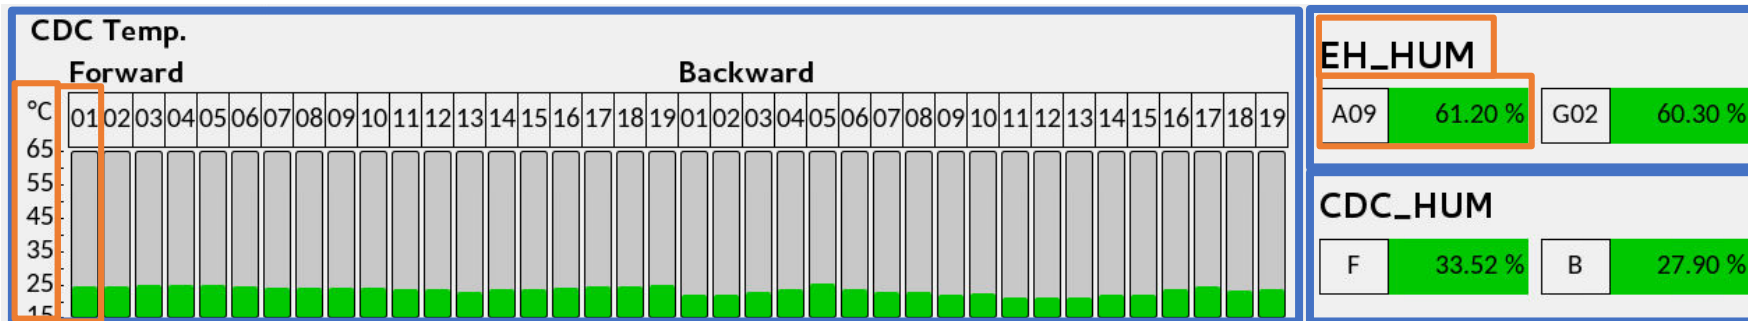 CDC Temp.
Forward Backward
°C 01 02 03 04 05 06 07 08 09 10 11 12 13 14 15 16 17 18 19 01 02 03 04 05 06 07 08 09 10 11 12 13 14 15 16 17 18 19
65
55
45
35
25
15
EH_HUM
A09 61.20 % G02 60.30 %
CDC_HUM
F 33.52 % B 27.90 %